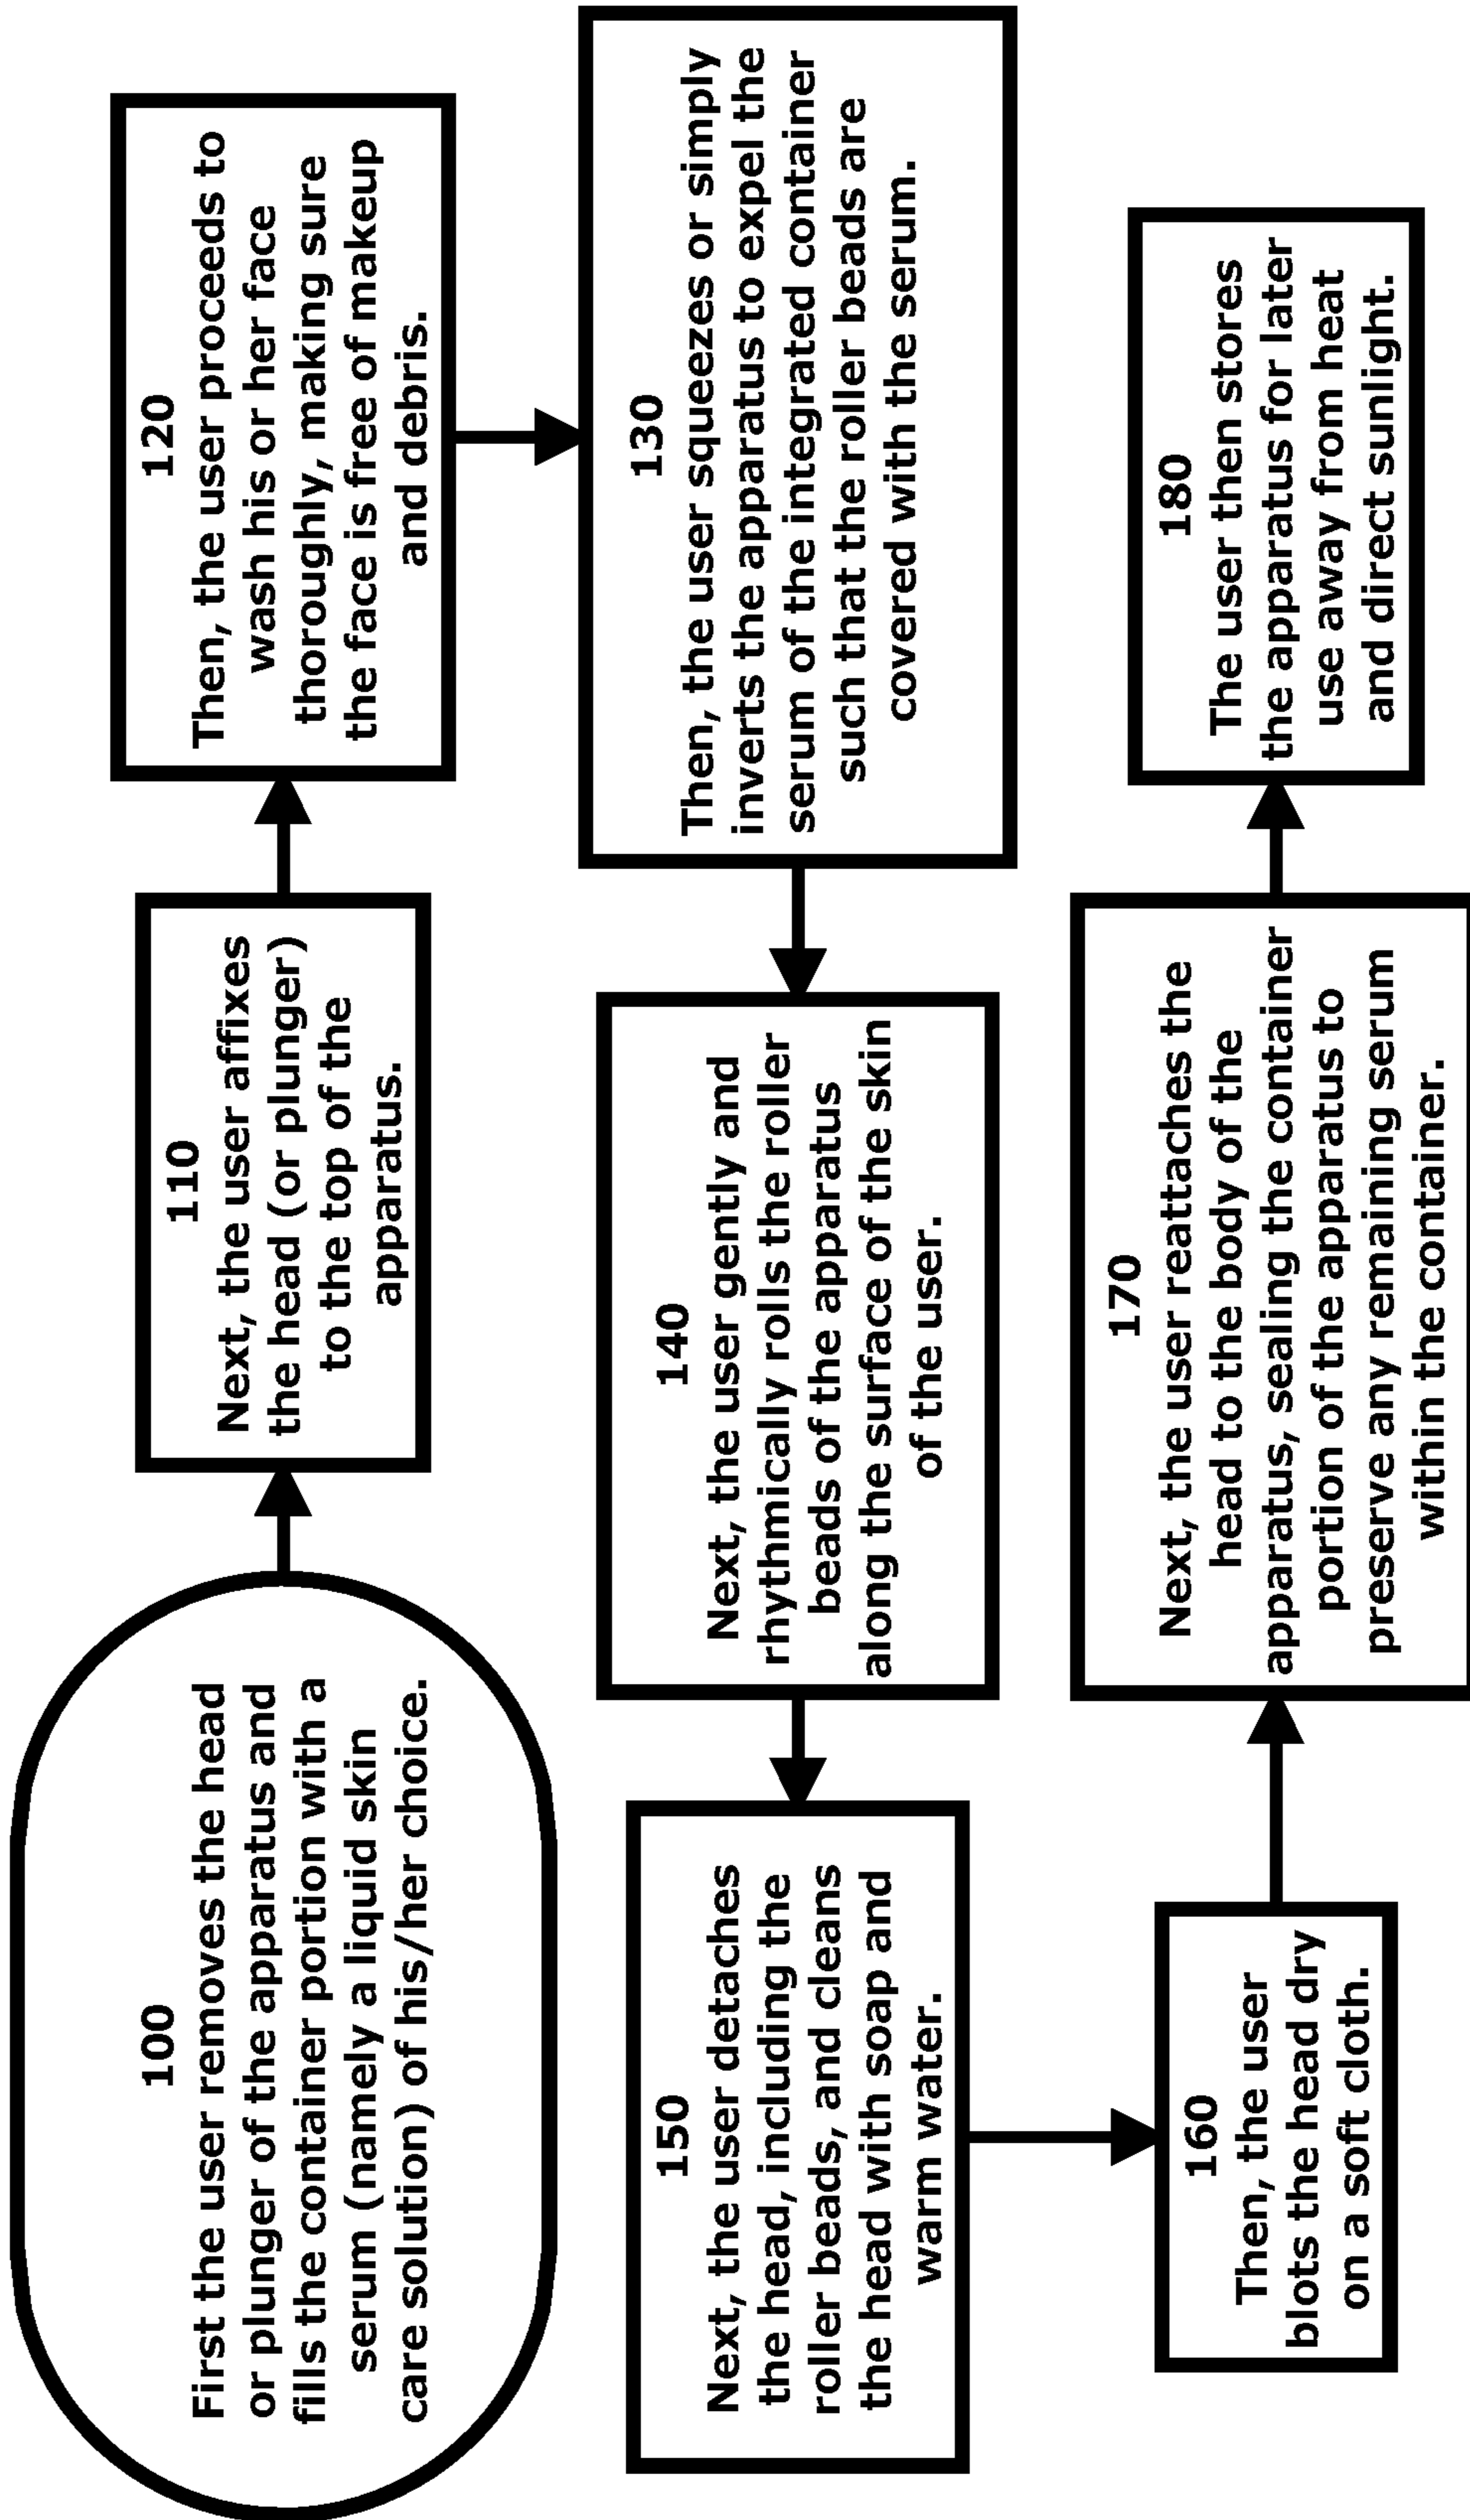 100
First the user removes the head
or plunger of the apparatus and
fills the container portion with a
serum (namely a liquid skin
care solution) of his/her choice.
110
Next, the user affixes
the head (or plunger)
to the top of the
apparatus.
120
Then, the user proceeds to
wash his or her face
thoroughly, making sure
the face is free of makeup
and debris.
130
Then, the user squeezes or simply
inverts the apparatus to expel the
serum of the integrated container
such that the roller beads are
covered with the serum.
140
Next, the user gently and
rhythmically rolls the roller
beads of the apparatus
along the surface of the skin
of the user.
150
Next, the user detaches
the head, including the
roller beads, and cleans
the head with soap and
warm water.
160
Then, the user
blots the head dry
on a soft cloth.
170
Next, the user reattaches the
head to the body of the
apparatus, sealing the container
portion of the apparatus to
preserve any remaining serum
within the container.
180
The user then stores
the apparatus for later
use away from heat
and direct sunlight.